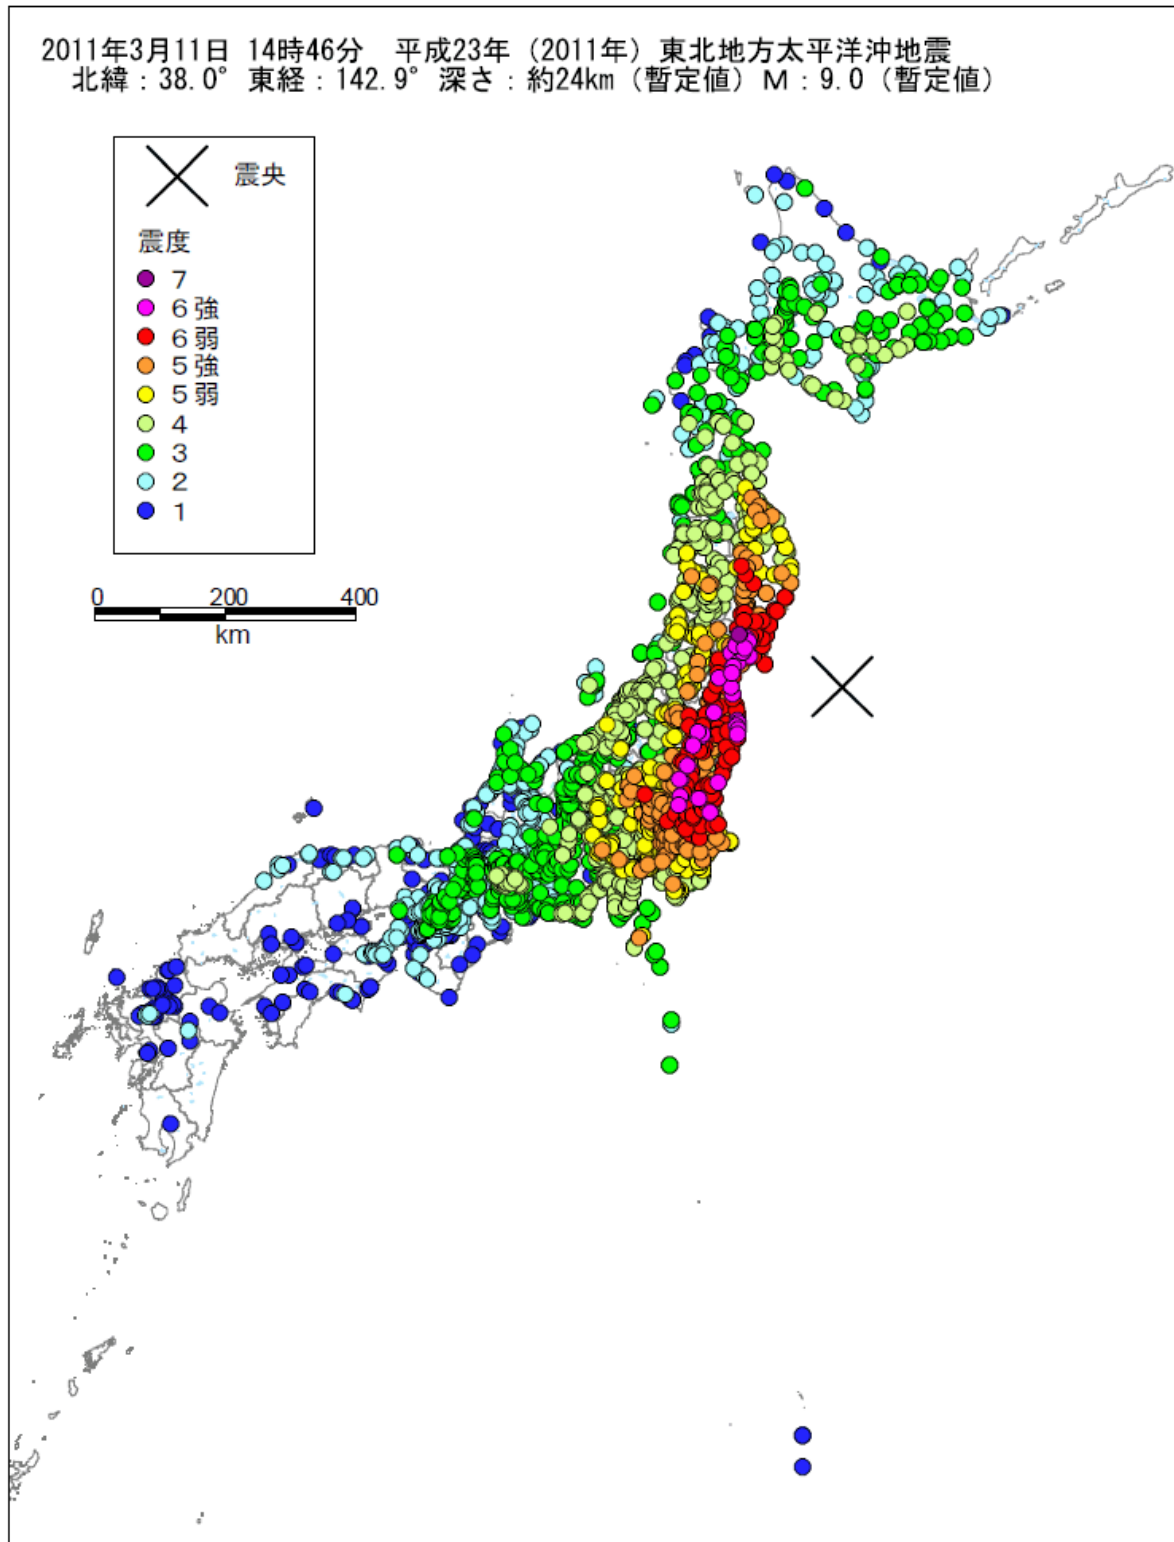 2011年3月11日 14時46分 平成23年（2011年）東北地方太平洋沖地震
北緯：38.0° 東経：142.9° 深さ：約24km（暫定値）M：9.0（暫定値）
震央
震度
7
6強
6弱
5強
5弱
4
3
2
1
0 200 400
km